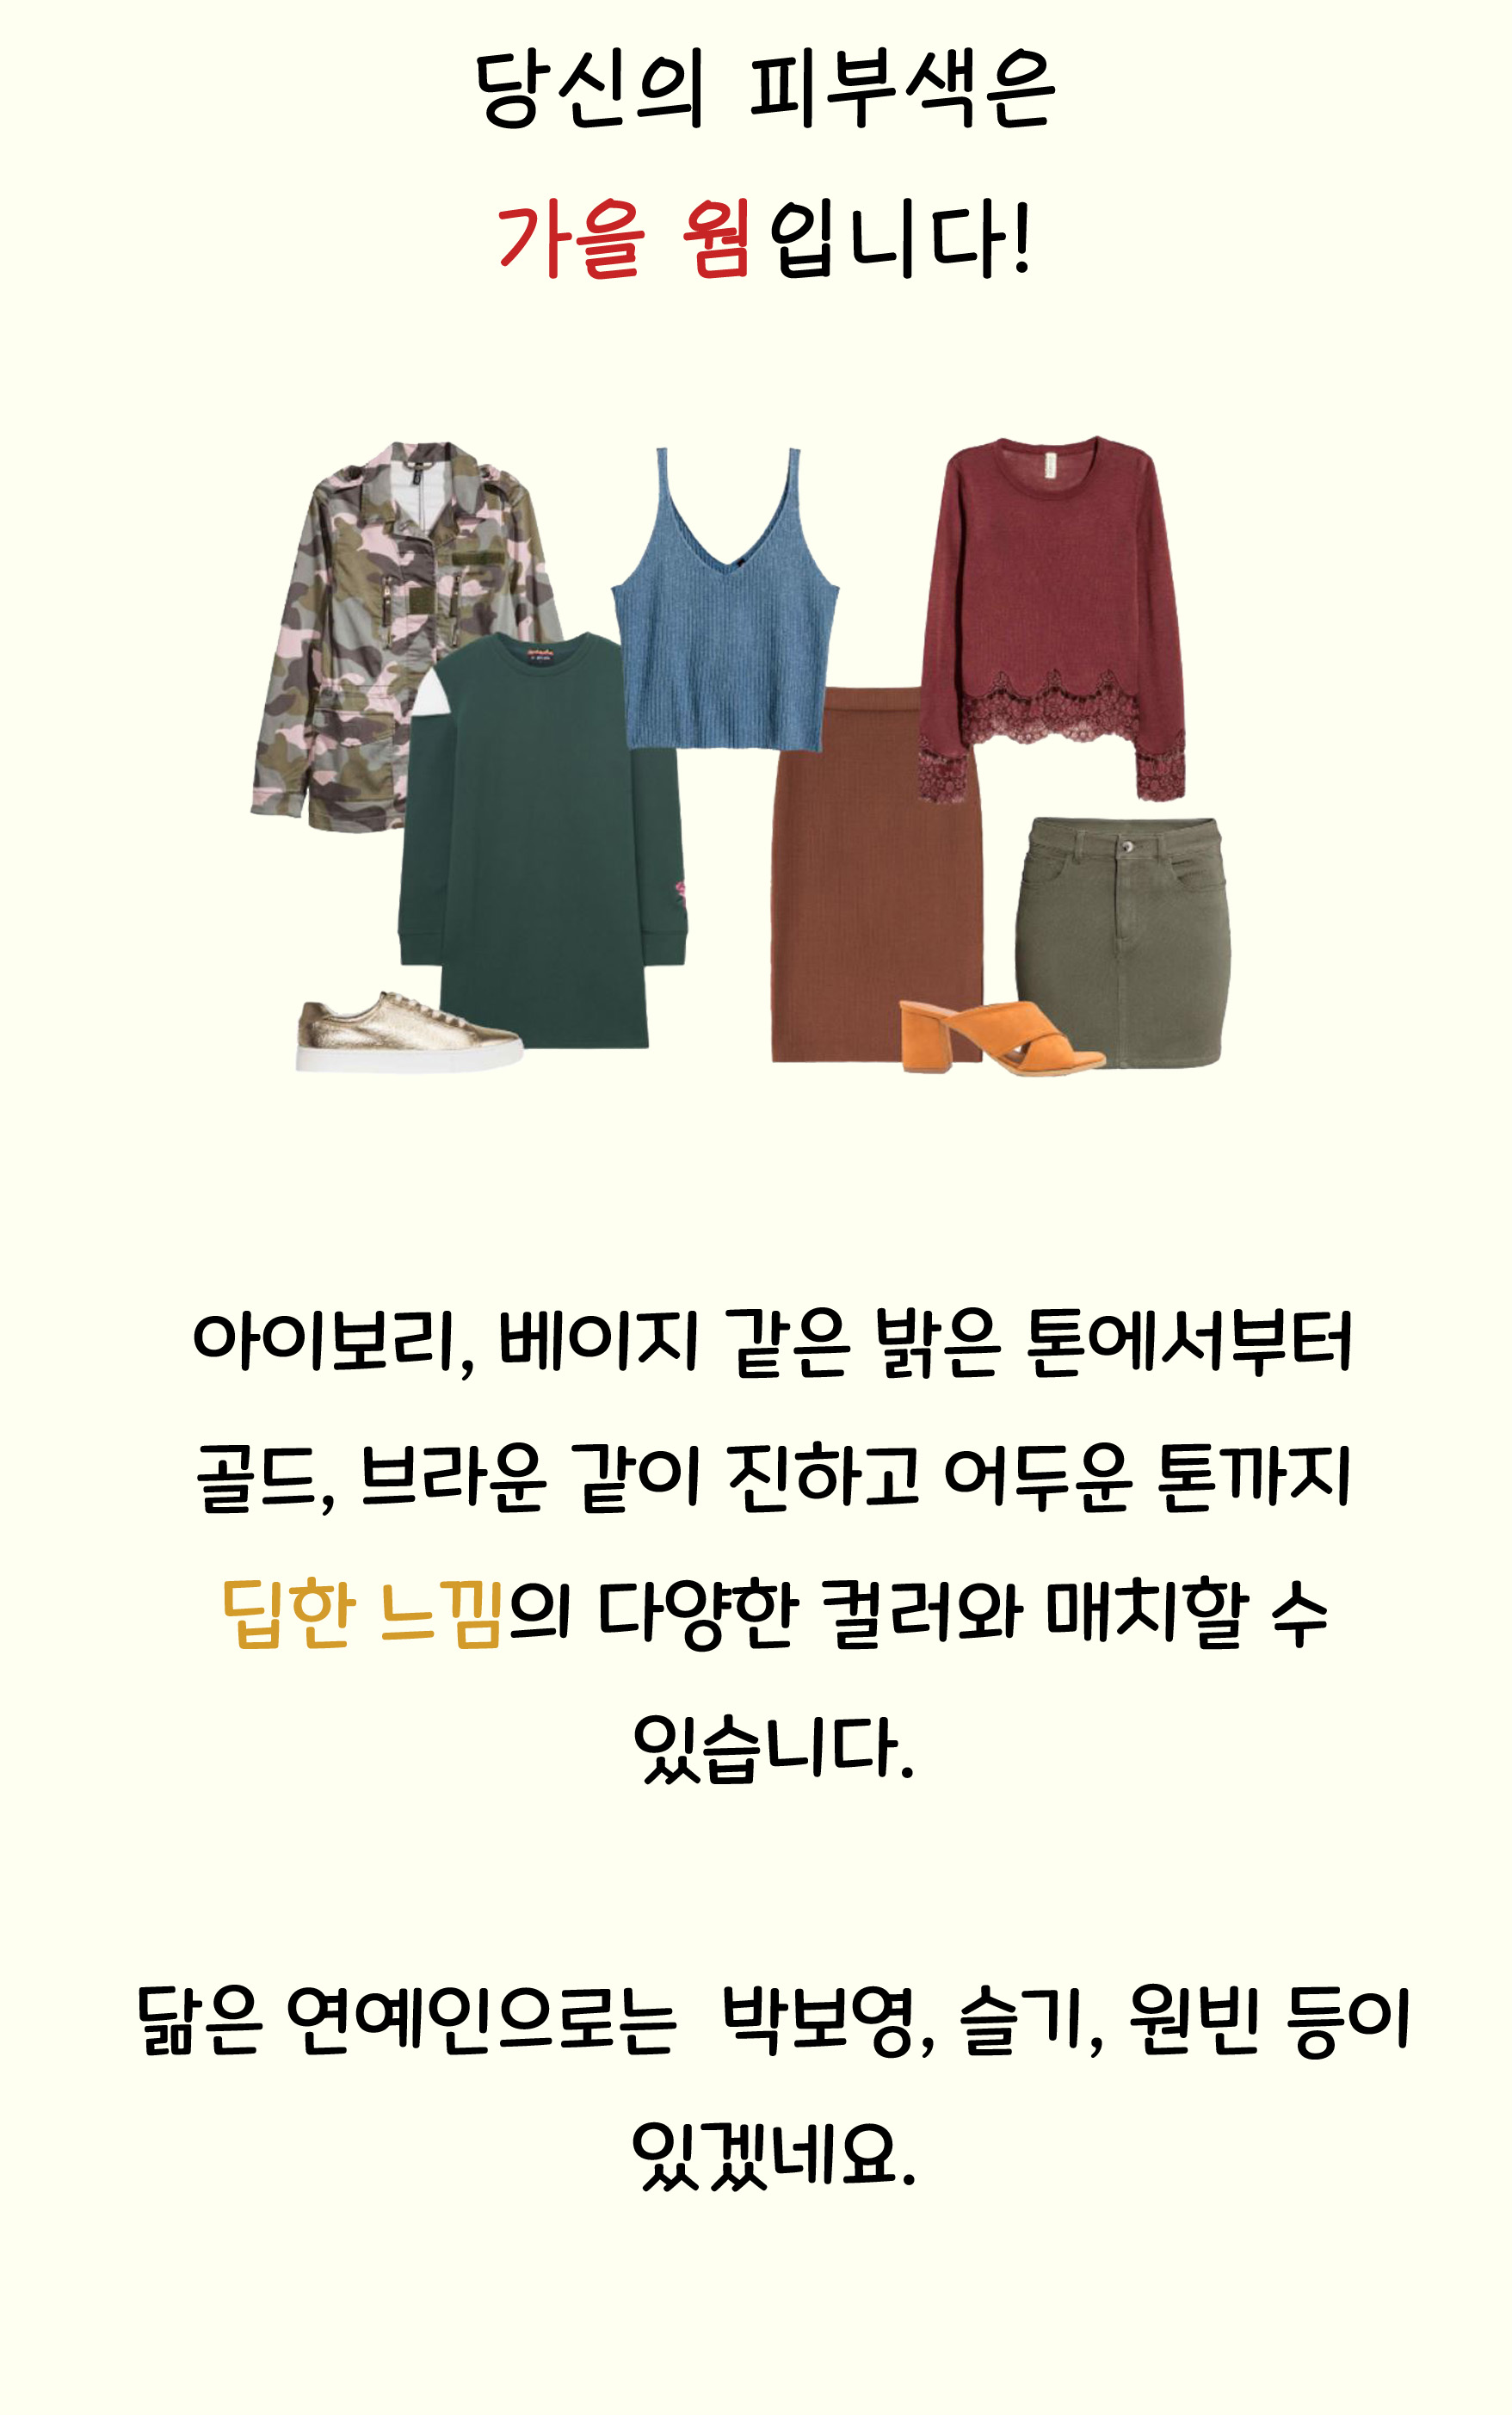 당신의 피부색은
가을 웜입니다!
아이보리, 베이지 같은 밝은 톤에서부터
골드, 브라운 같이 진하고 어두운 톤까지
딥한 느낌의 다양한 컬러와 매치할 수
있습니다.
닮은 연예인으로는 박보영, 슬기, 원빈 등이
있겠네요.